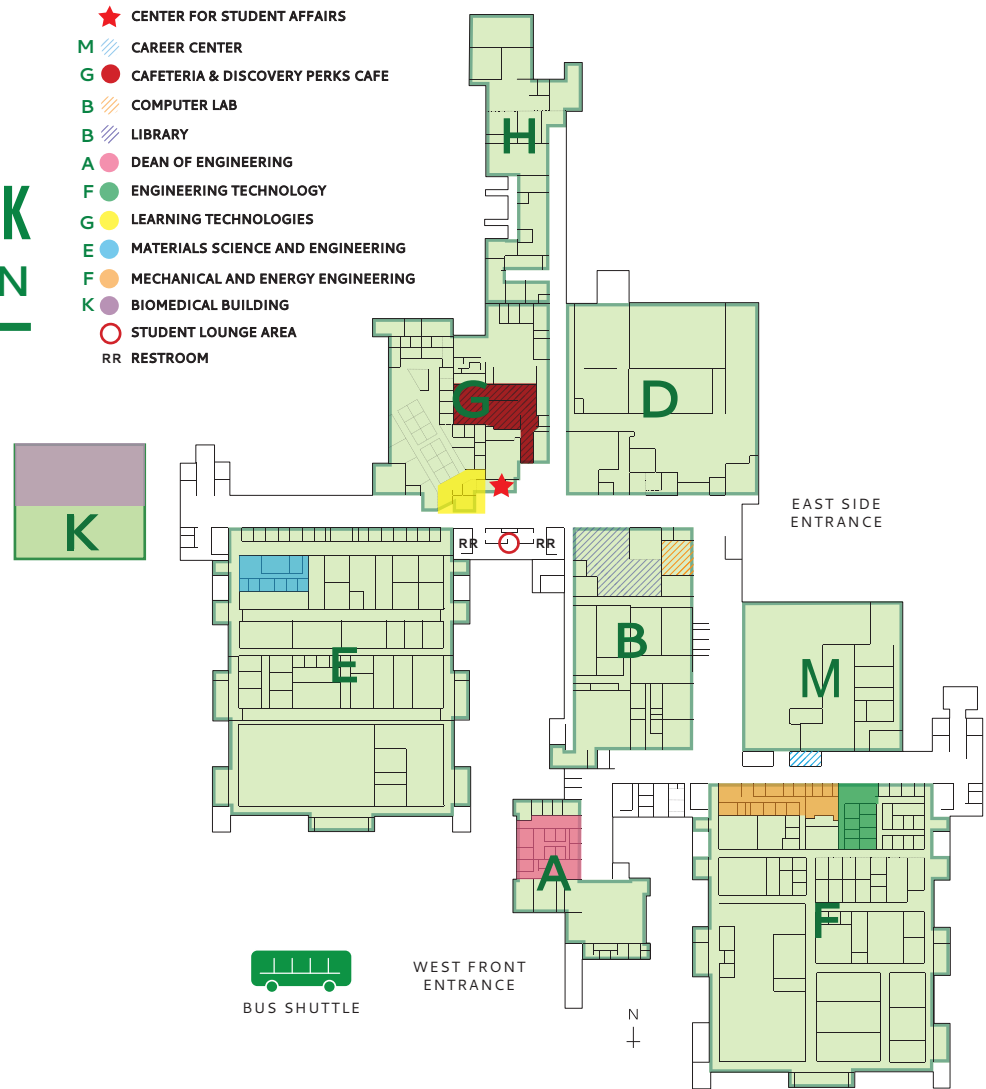 CENTER FOR STUDENT AFFAIRS
M CAREER CENTER
G CAFETERIA & DISCOVERY PERKS CAFE
B COMPUTER LAB
B LIBRARY
A DEAN OF ENGINEERING
F ENGINEERING TECHNOLOGY
G LEARNING TECHNOLOGIES
E MATERIALS SCIENCE AND ENGINEERING
F MECHANICAL AND ENERGY ENGINEERING
K BIOMEDICAL BUILDING
STUDENT LOUNGE AREA
RR RESTROOM
K
N
H
G
D
K
EAST SIDE
ENTRANCE
RR
RR
B
E
M
A
F
WEST FRONT
ENTRANCE
BUS SHUTTLE
N